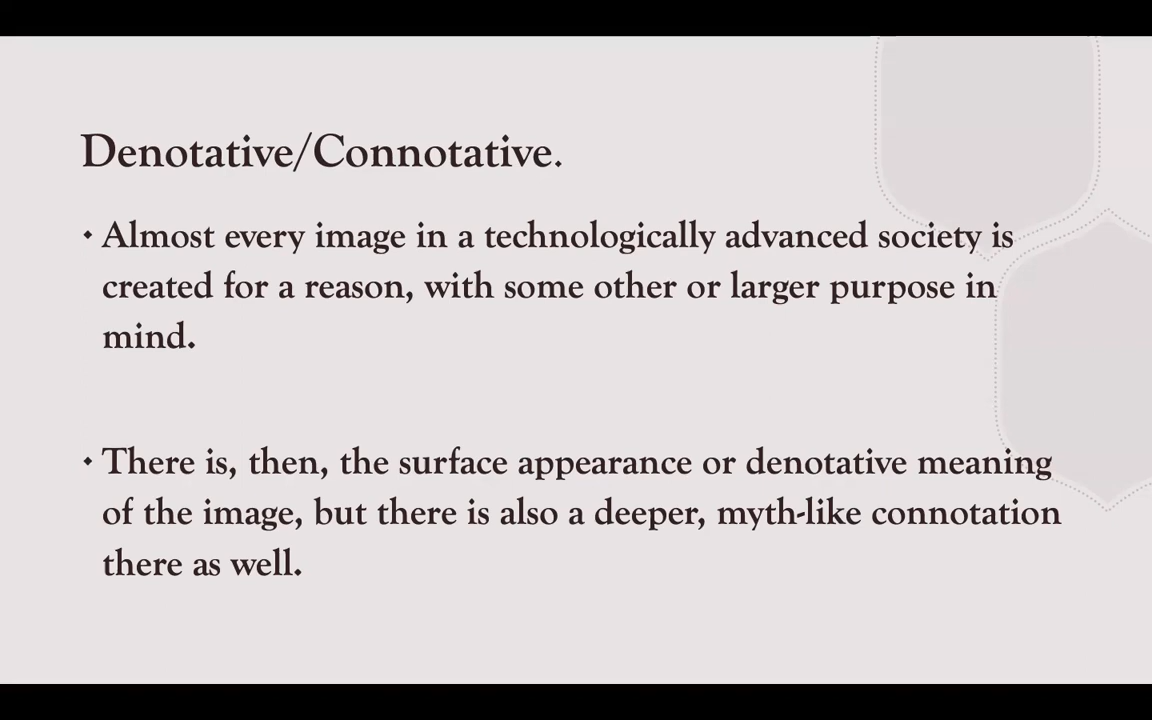 Denotative/Connotative.
• Almost every image in a technologically advanced society is
created for a reason, with some other or larger purpose in
mind.
• There is, then, the surface appearance or denotative meaning
of the image, but there is also a deeper, myth-like connotation
there as well.